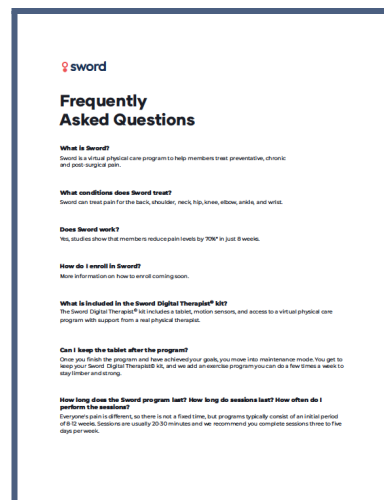 sword
Frequently
Asked Questions
What is Sword?
Sword is a virtual physical care program to help members treat preventative, chronic
and post-surgical pain.
What conditions does Sword treat?
Sword can treat pain for the back, shoulder, neck, hip, knee, elbow, ankle, and wrist.
Does Sword work?
Yes, studies show that members reduce pain levels by 70%* in just 8 weeks.
How do I enroll in Sword?
More information on how to enroll coming soon.
What is included in the Sword Digital Therapist® kit?
The Sword Digital Therapist® kit includes a tablet, motion sensors, and access to a virtual physical care
program with support from a real physical therapist.
Can I keep the tablet after the program?
Once you finish the program and have achieved your goals, you move into maintenance mode. You get to
keep your Sword Digital Therapist® kit, and we add an exercise program you can do a few times a week to
stay limber and strong.
How long does the Sword program last? How long do sessions last? How often do I
perform the sessions?
Everyone's pain is different, so there is not a fixed time, but programs typically consist of an initial period
of 8-12 weeks. Sessions are usually 20-30 minutes and we recommend you complete sessions three to five
days per week.